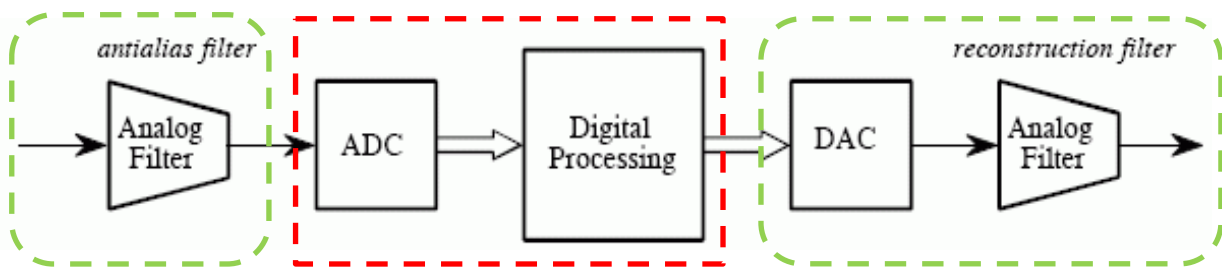 antialias filter
Analog
Filter
ADC
Digital
Processing
DAC
reconstruction filter
Analog
Filter